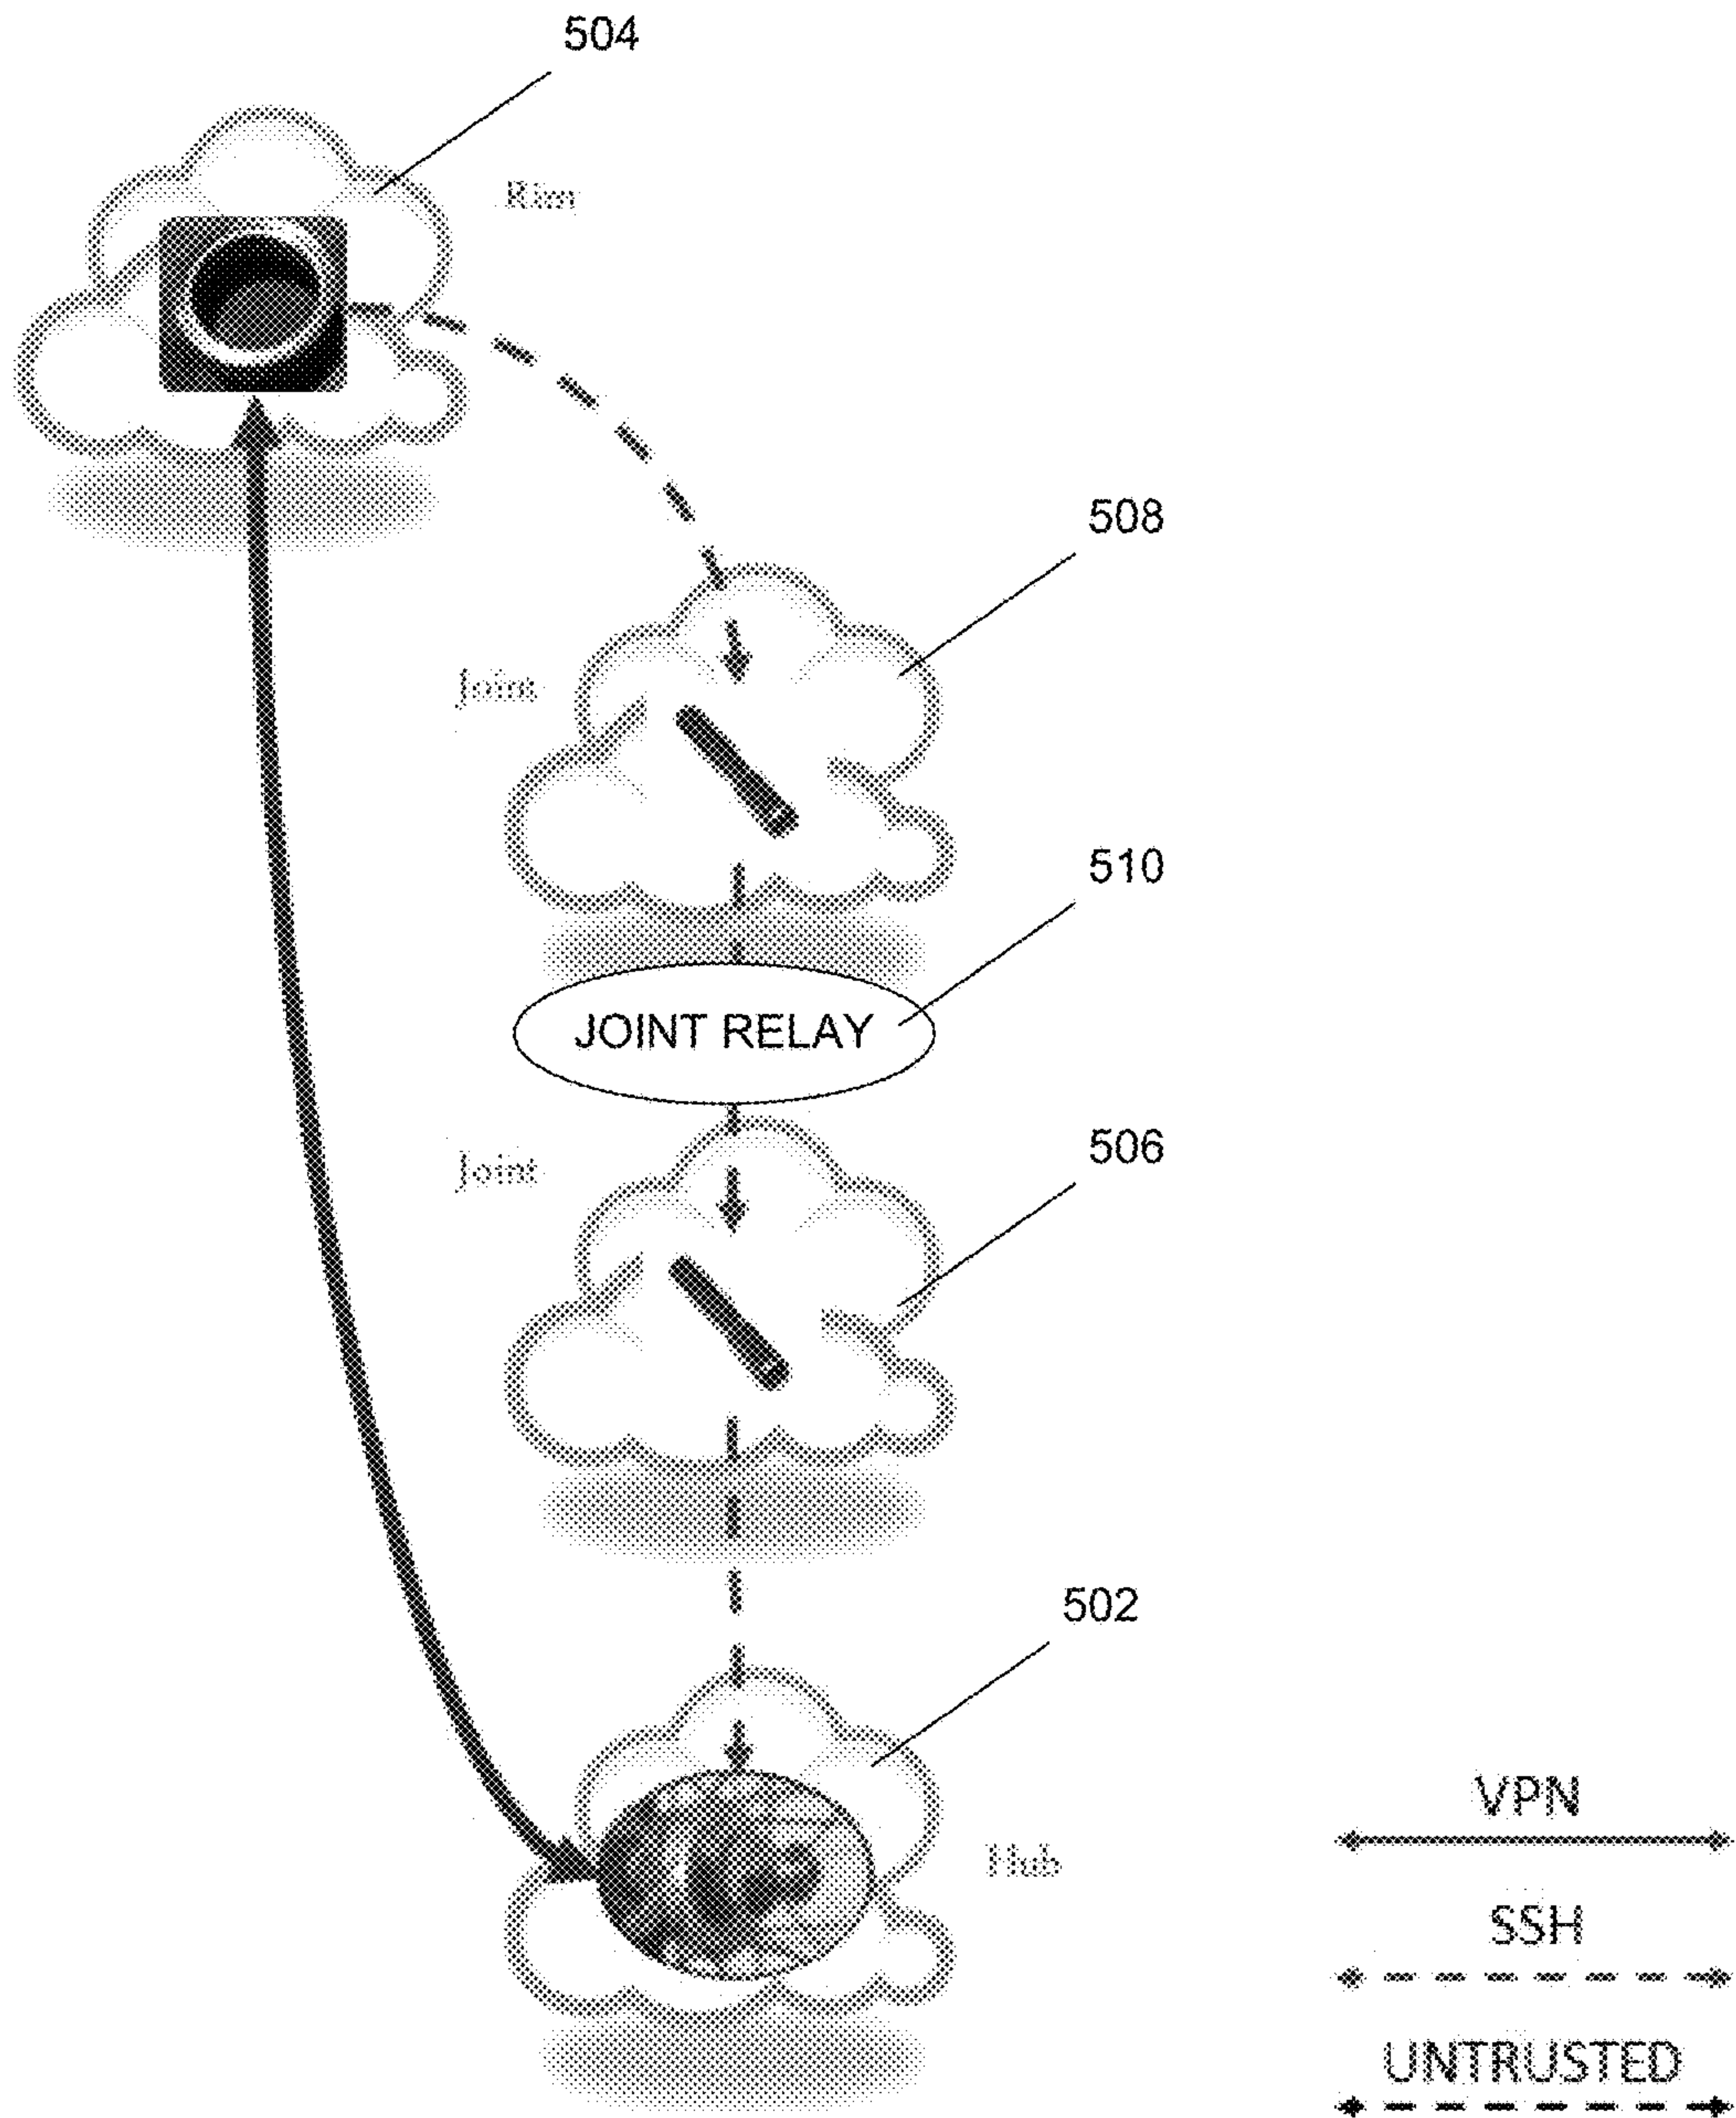 504
Rim
508
Joint
510
JOINT RELAY
506
Joint
502
Hub
VPN
SSH
UNTRUSTED